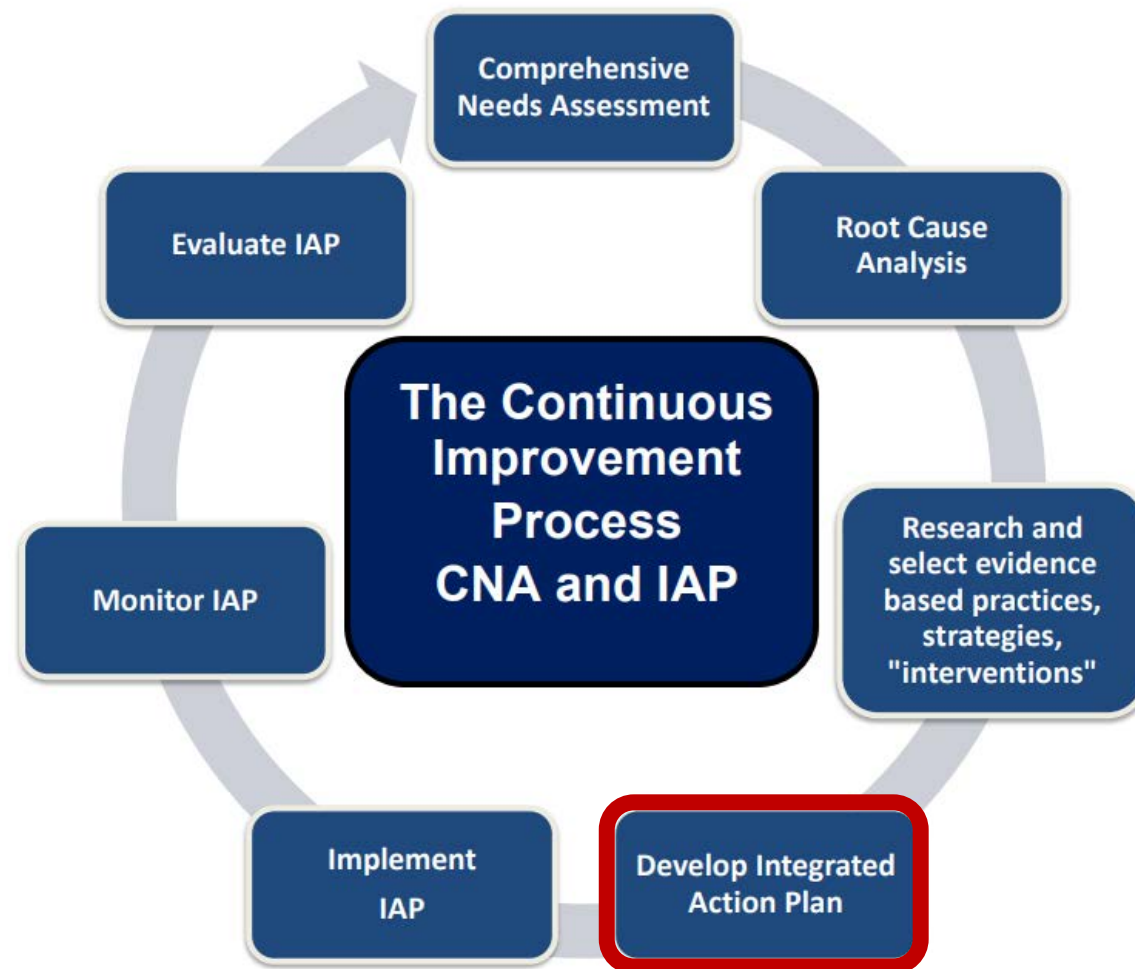 Comprehensive
Needs Assessment
Root Cause
Analysis
Research and
select evidence
based practices,
strategies,
"interventions"
Develop Integrated
Action Plan
Implement
IAP
Monitor IAP
Evaluate IAP
The Continuous
Improvement
Process
CNA and IAP